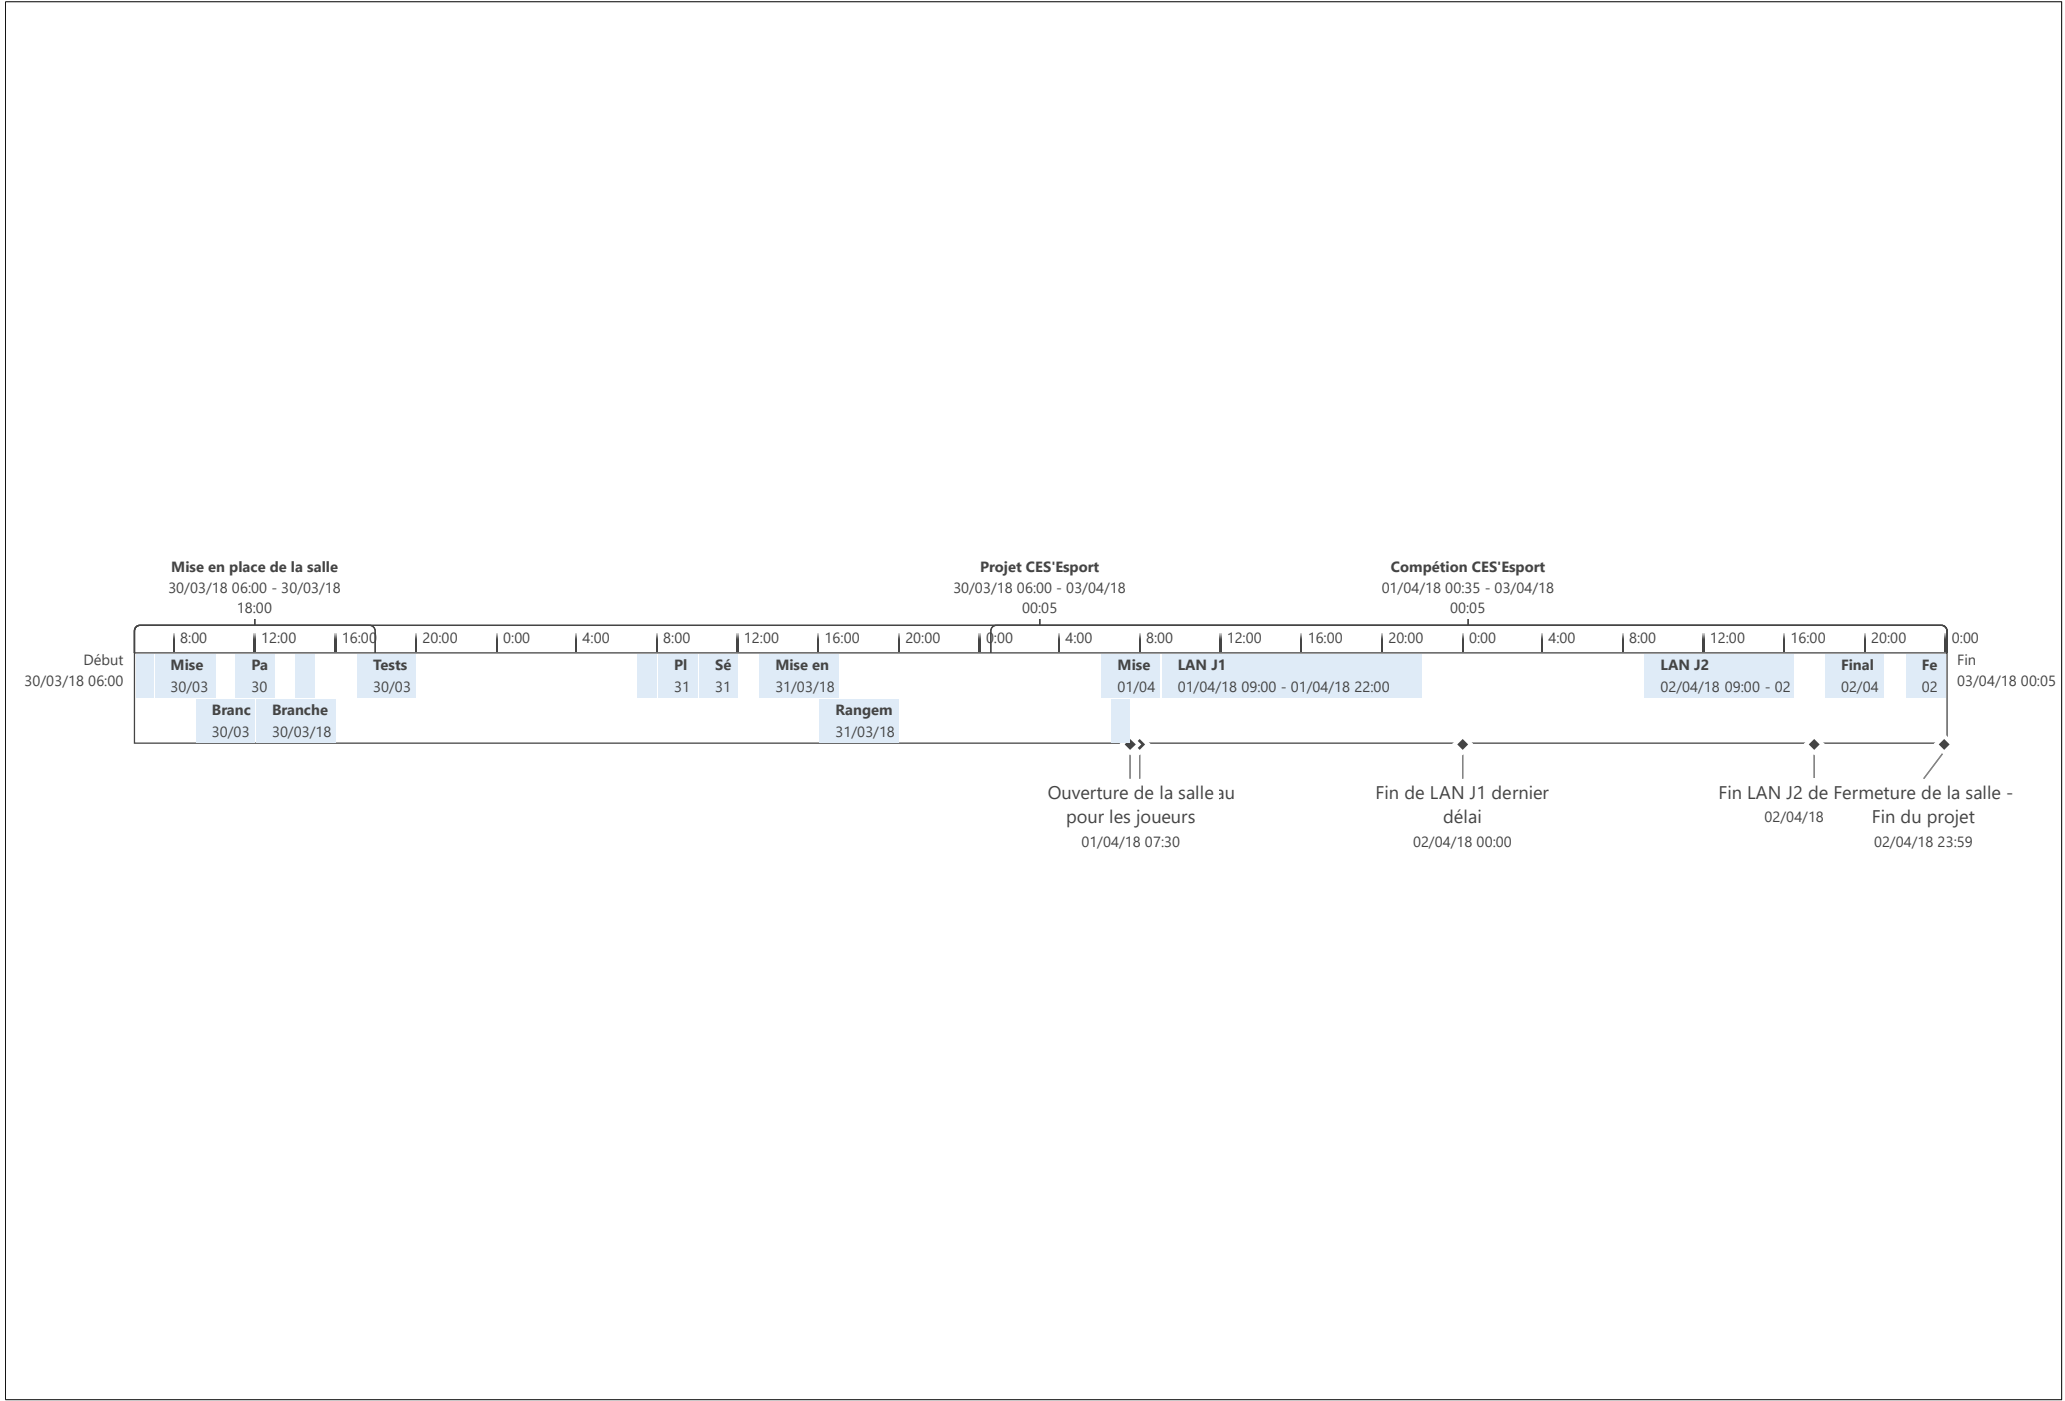 Mise en place de la salle
30/03/18 06:00 - 30/03/18
18:00
Projet CES'Esport
30/03/18 06:00 - 03/04/18
00:05
Compétion CES'Esport
01/04/18 00:35 - 03/04/18
00:05
8:00 12:00 16:00 20:00 0:00 4:00 8:00 12:00 16:00 20:00 0:00 4:00 8:00 12:00 16:00 20:00 0:00 4:00 8:00 12:00 16:00 20:00 0:00
Début
30/03/18 06:00
Mise
30/03
Pa
30
Tests
30/03
Pl
31
Sé
31
Mise en
31/03/18
Mise
01/04
LAN J1
01/04/18 09:00 - 01/04/18 22:00
LAN J2
02/04/18 09:00 - 02
Final
02/04
Fe
02
Fin
03/04/18 00:05
Branc
30/03
Branche
30/03/18
Rangem
31/03/18
Ouverture de la salle au
pour les joueurs
01/04/18 07:30
Fin de LAN J1 dernier
délai
02/04/18 00:00
Fin LAN J2 de
02/04/18
Fermeture de la salle -
Fin du projet
02/04/18 23:59